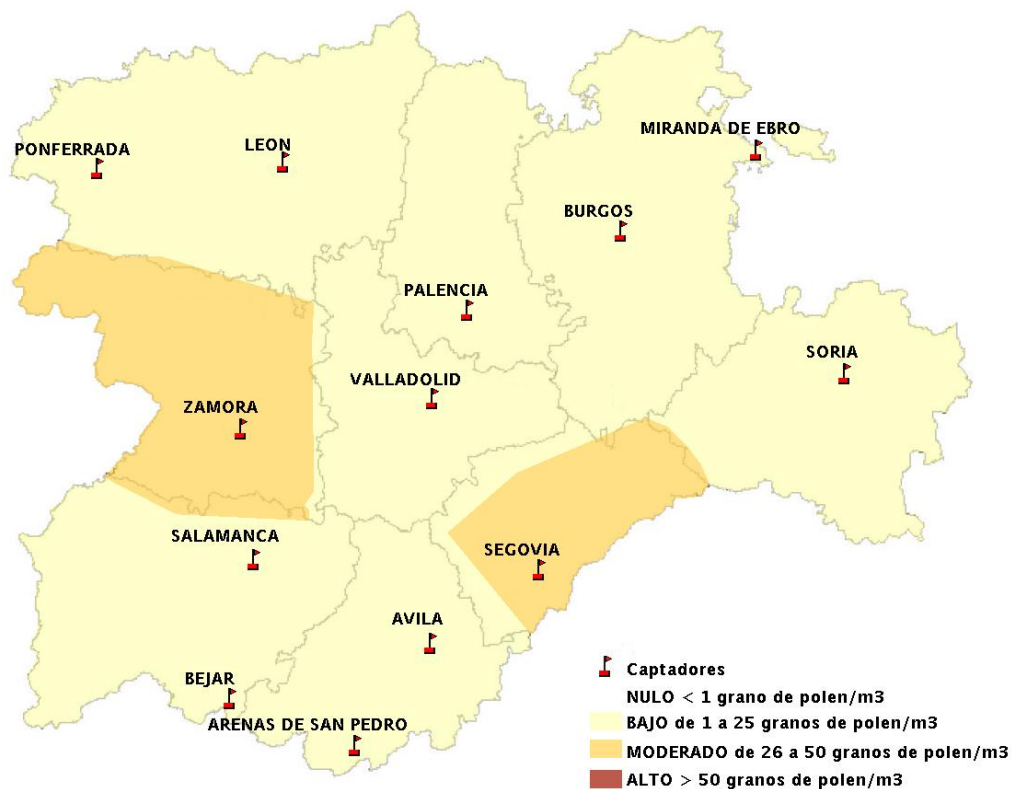 MIRANDA DE EBRO
PONFERRADA
LEON
BURGOS
PALENCIA
SORIA
VALLADOLID
ZAMORA
SALAMANCA
SEGOVIA
AVILA
BEJAR
ARENAS DE SAN PEDRO
Captadores
NULO < 1 grano de polen/m3
BAJO de 1 a 25 granos de polen/m3
MODERADO de 26 a 50 granos de polen/m3
ALTO > 50 granos de polen/m3